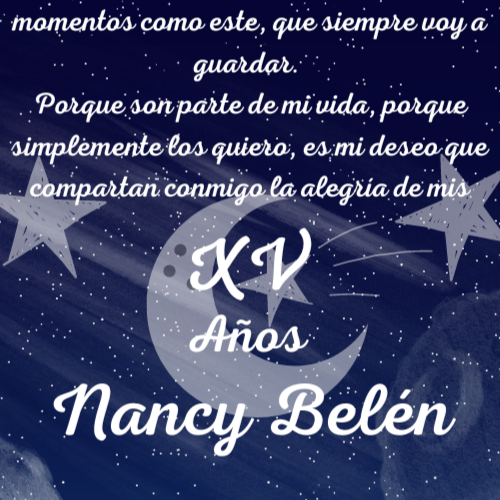 momentos como este, que siempre voy a
guardar.
Porque son parte de mi vida, porque
simplemente los quiero, es mi deseo que
compartan conmigo la alegría de mis
XV
Años
Nancy Belén